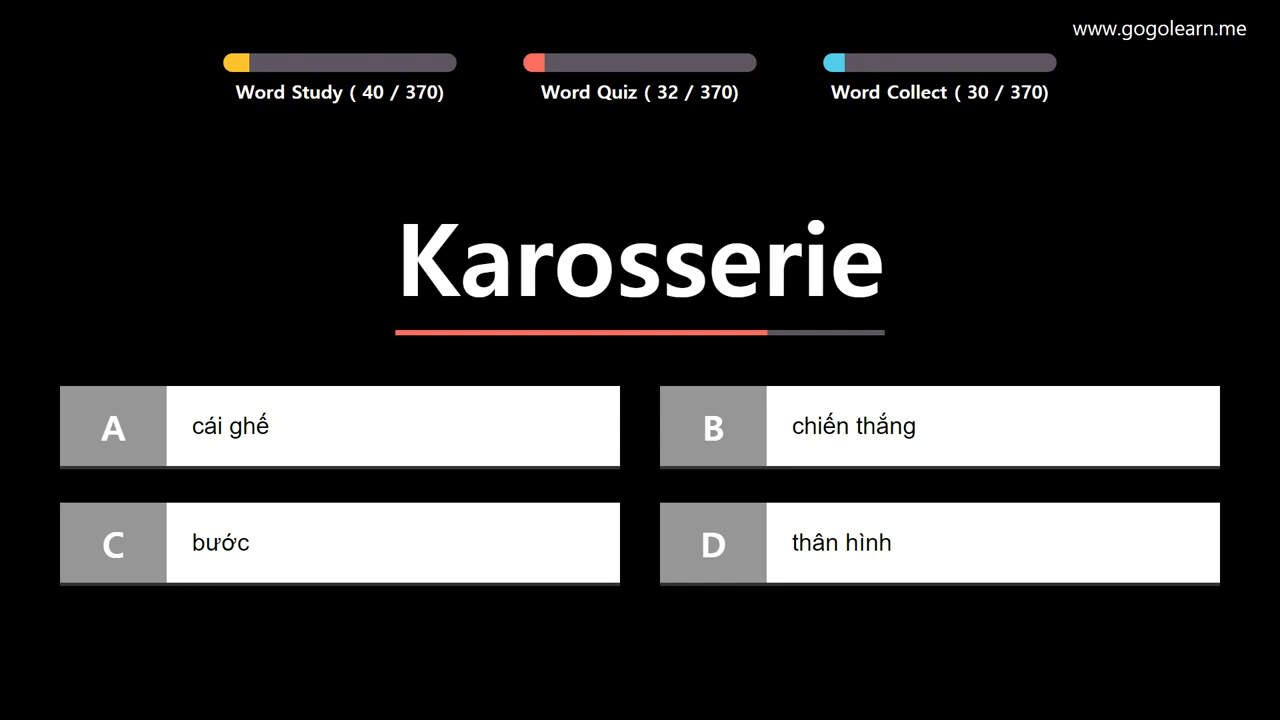 www.gogolearn.me
Word Study ( 40 / 370)
Word Quiz ( 32 / 370)
Word Collect ( 30 / 370)
Karosserie
A
cái ghế
B
chiến thắng
C
bước
D
thân hình